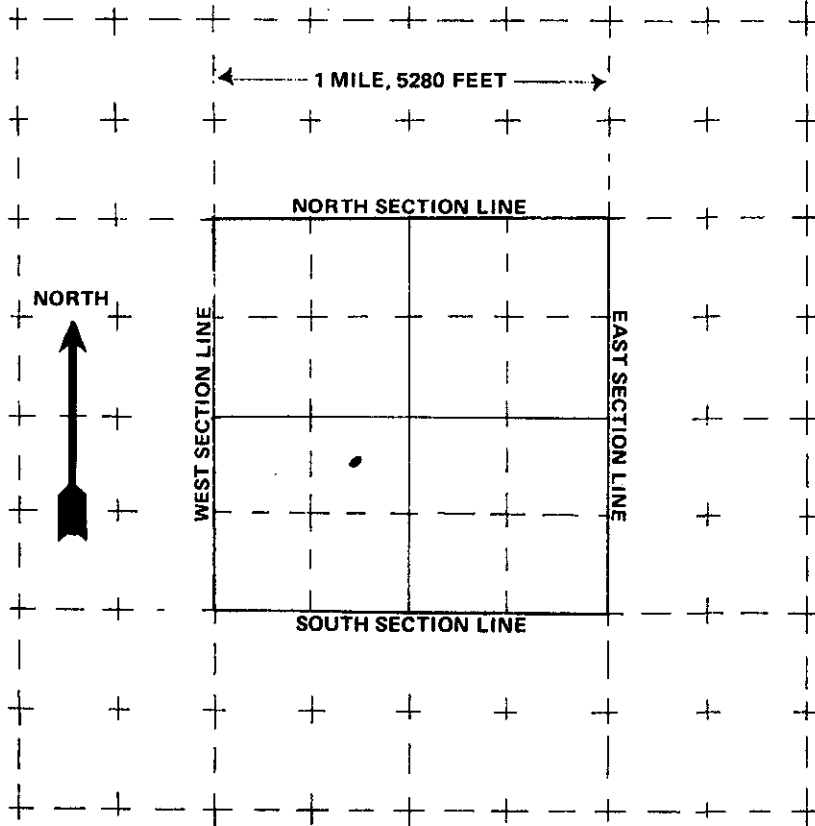 1 MILE, 5280 FEET
NORTH SECTION LINE
NORTH
WEST SECTION LINE
EAST SECTION LINE
SOUTH SECTION LINE